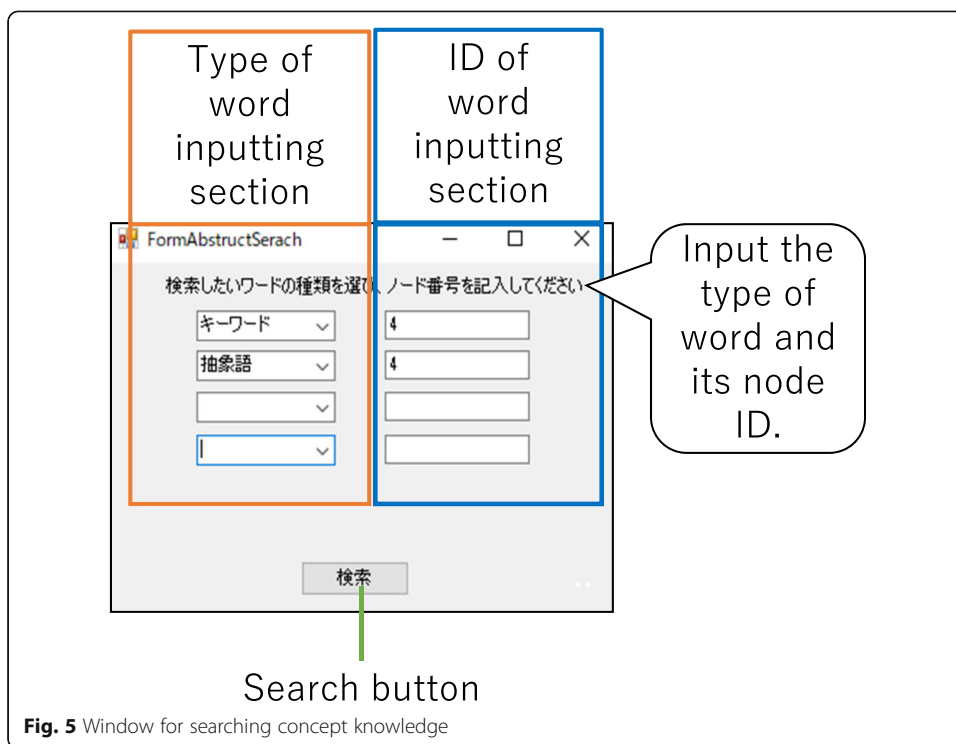 Type of
word
inputting
section
ID of
word
inputting
section
FormAbstructSerach
検索したいワードの種類を選び、ノード番号を記入してください
キーワード
4
抽象語
4
Input the
type of
word and
its node
ID.
検索
Search button
Fig. 5 Window for searching concept knowledge